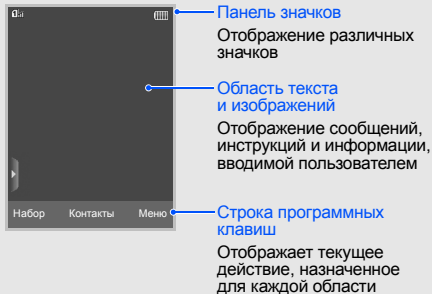 Панель значков
Отображение различных
значков
Область текста
и изображений
Отображение сообщений,
инструкций и информации,
вводимой пользователем
Набор Контакты Меню
Строка программных
клавиш
Отображает текущее
действие, назначенное
для каждой области